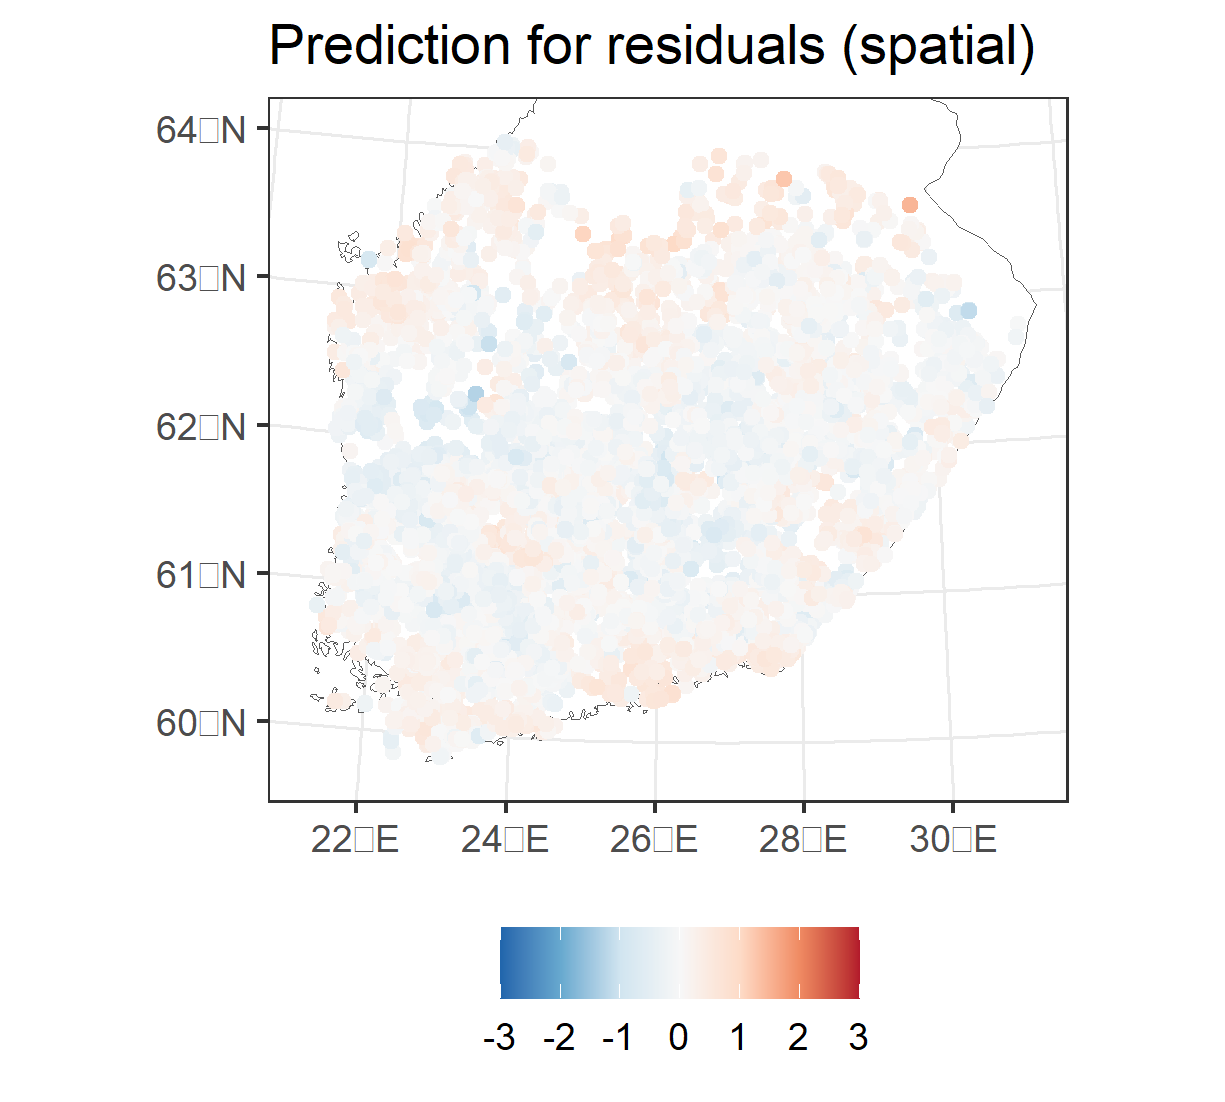 Prediction for residuals (spatial)
64□N
63□N
62□N
61□N
60□N
22□E 24□E 26□E 28□E 30□E
-3 -2 -1 0 1 2 3